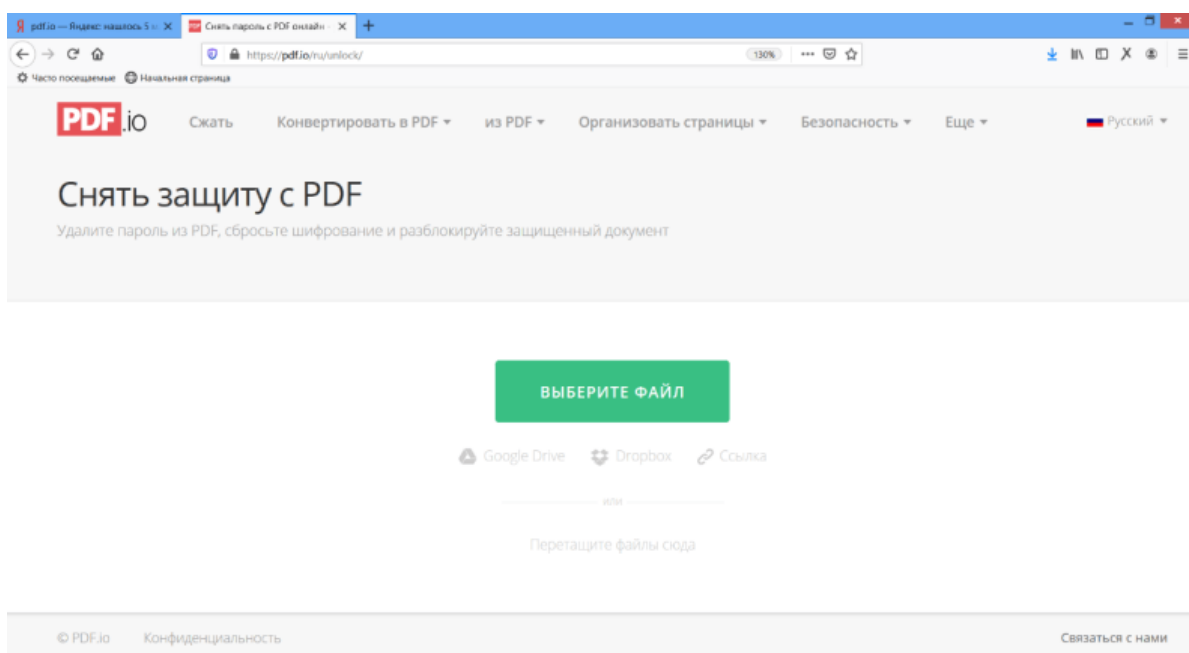 pdf.io — Яндекс: нашлось 5
Снять пароль с PDF онлайн -
https://pdf.io/ru/unlock/
130%
Часто посещаемые Начальная страница
PDF.io Сжать Конвертировать в PDF из PDF Организовать страницы Безопасность Еще Русский
Снять защиту с PDF
Удалите пароль из PDF, сбросьте шифрование и разблокируйте защищенный документ
ВЫБЕРИТЕ ФАЙЛ
Google Drive Dropbox Ссылка
или
Перетащите файлы сюда
© PDF.io Конфиденциальность Связаться с нами